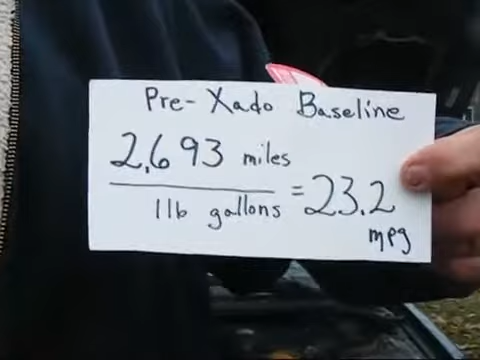 Pre-Xado Baseline
2,693 miles
116 gallons
= 23.2
mpg